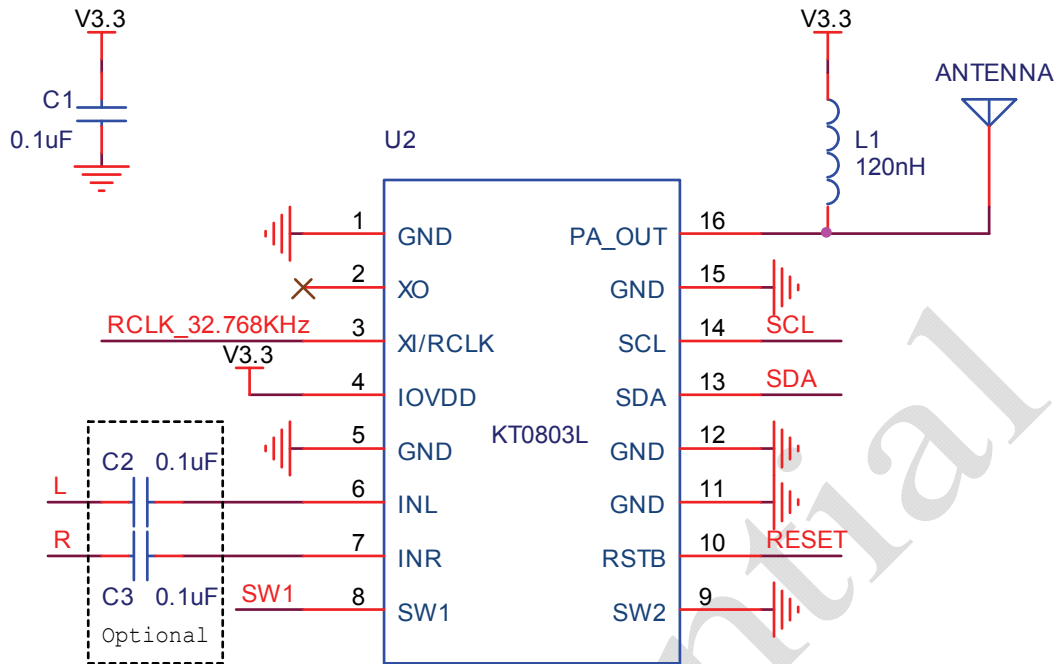 V3.3
V3.3
ANTENNA
C1
0.1uF
L1
120nH
U2
1
GND
PA_OUT
16
2
XO
GND
15
RCLK_32.768KHz
3
XI/RCLK
SCL
14
SCL
V3.3
4
IOVDD
SDA
13
SDA
KT0803L
5
GND
GND
12
C2
0.1uF
L
6
INL
GND
11
R
7
INR
RSTB
10
RESET
C3
0.1uF
SW1
8
SW1
SW2
9
Optional
ntial